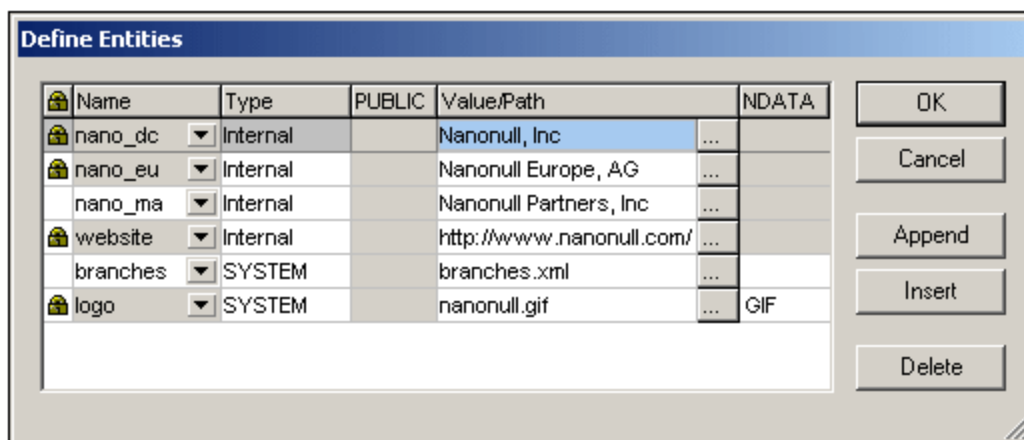 Define Entities
Name Type PUBLIC Value/Path NDATA
nano_dc Internal Nanonull, Inc ...
nano_eu Internal Nanonull Europe, AG ...
nano_ma Internal Nanonull Partners, Inc ...
website Internal http://www.nanonull.com/ ...
branches SYSTEM branches.xml ...
logo SYSTEM nanonull.gif ... GIF
OK
Cancel
Append
Insert
Delete